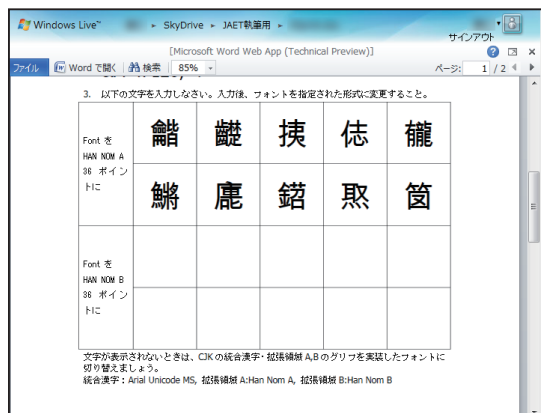 Windows Live™ ▸ SkyDrive ▸ JAET執筆用 ▸
サインアウト
[Microsoft Word Web App (Technical Preview)]
ファイル Word で開く 検索 85% ページ: 1 / 2
3. 以下の文字を入力しなさい。入力後、フォントを指定された形式に変更すること。
Font を
HAN NOM A
36 ポイン
トに
龤
鱂
Font を
HAN NOM B
36 ポイン
トに
文字が表示されないときは、CJK の統合漢字・拡張領域 A,B のグリフを実装したフォントに
切り替えましょう。
統合漢字：Arial Unicode MS, 拡張領域 A:Han Nom A, 拡張領域 B:Han Nom B